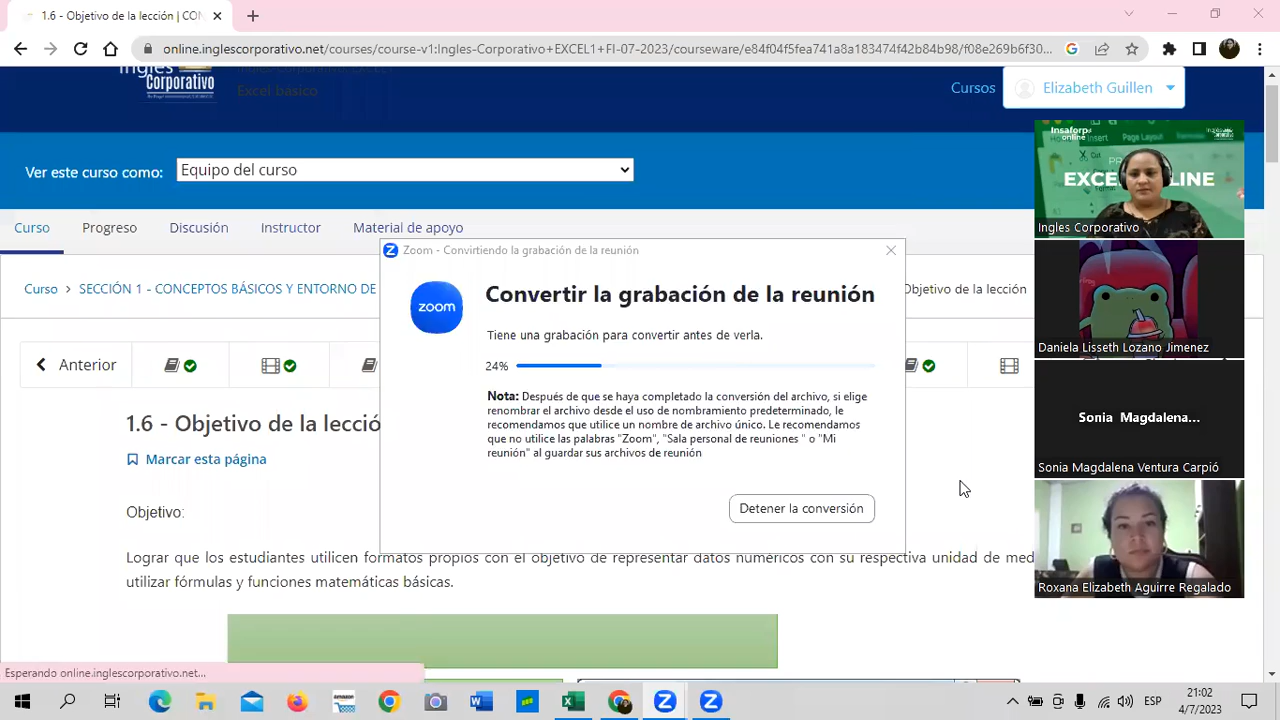 1.6 - Objetivo de la lección | CON
online.inglescorporativo.net/courses/course-v1:Ingles-Corporativo+EXCEL1+FI-07-2023/courseware/e84f04f5fea741a38183474f42b84b98/f08e269b6f30...
Ingles
Corporativo
Excel básico
Cursos
Elizabeth Guillen
Ver este curso como:
Equipo del curso
Curso
Progreso
Discusión
Instructor
Material de apoyo
Curso > SECCIÓN 1 - CONCEPTOS BÁSICOS Y ENTORNO DE
Objetivo de la lección
Anterior
1.6 - Objetivo de la lecció
Marcar esta página
Objetivo:
Lograr que los estudiantes utilicen formatos propios con el objetivo de representar datos numéricos con su respectiva unidad de med
utilizar fórmulas y funciones matemáticas básicas.
Zoom - Convirtiendo la grabación de la reunión
zoom
Convertir la grabación de la reunión
Tiene una grabación para convertir antes de verla.
24%
Nota: Después de que se haya completado la conversión del archivo, si elige
renombrar el archivo desde el uso de nombramiento predeterminado, le
recomendamos que utilice un nombre de archivo único. Le recomendamos
que no utilice las palabras "Zoom", "Sala personal de reuniones " o "Mi
reunión" al guardar sus archivos de reunión
Detener la conversión
Insaforp
online
Insert
Page Layout
Cut
EXCEL
LINE
Ingles Corporativo
Daniela Lisseth Lozano Jimenez
Sonia Magdalena...
Sonia Magdalena Ventura Carpió
Roxana Elizabeth Aguirre Regalado
Esperando online.inglescorporativo.net...
ESP
21:02
4/7/2023